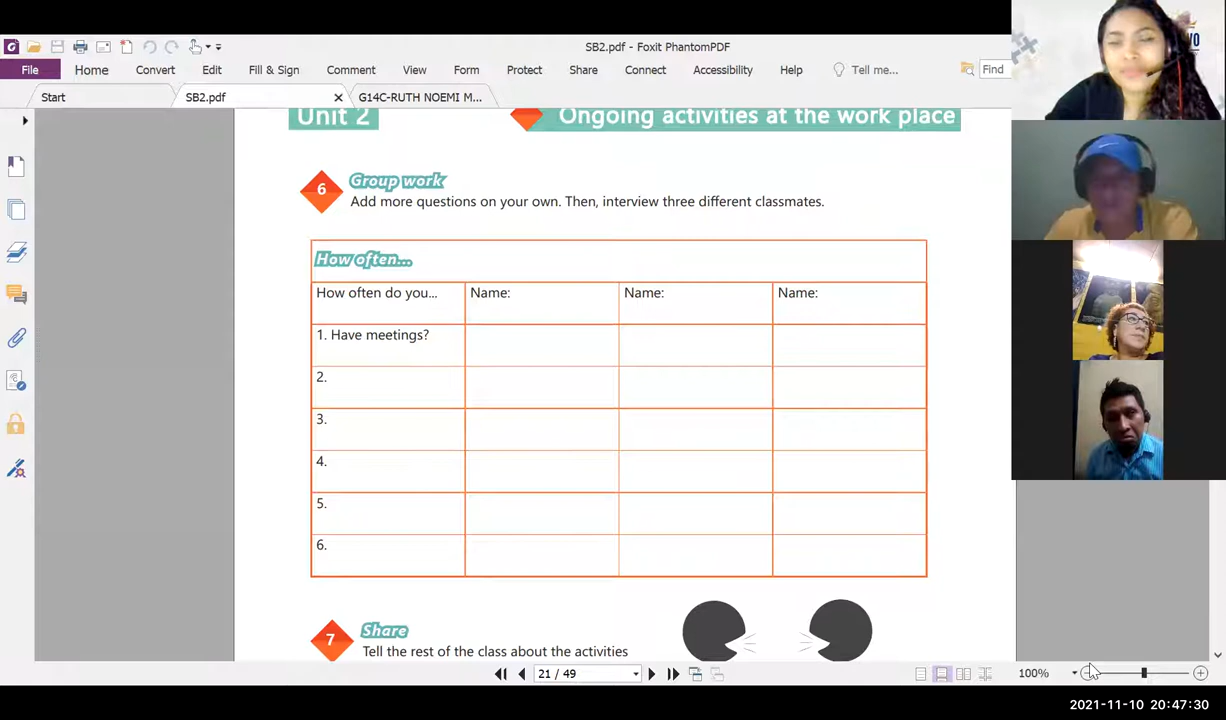 SB2.pdf - Foxit PhantomPDF
File Home Convert Edit Fill & Sign Comment View Form Protect Share Connect Accessibility Help Tell me... Find
Start SB2.pdf G14C-RUTH NOEMI M...
Unit 2 Ongoing activities at the work place
6 Group work
Add more questions on your own. Then, interview three different classmates.
How often...
How often do you... Name: Name: Name:
1. Have meetings?
2.
3.
4.
5.
6.
7 Share
Tell the rest of the class about the activities
21 / 49 100%
2021-11-10 20:47:30